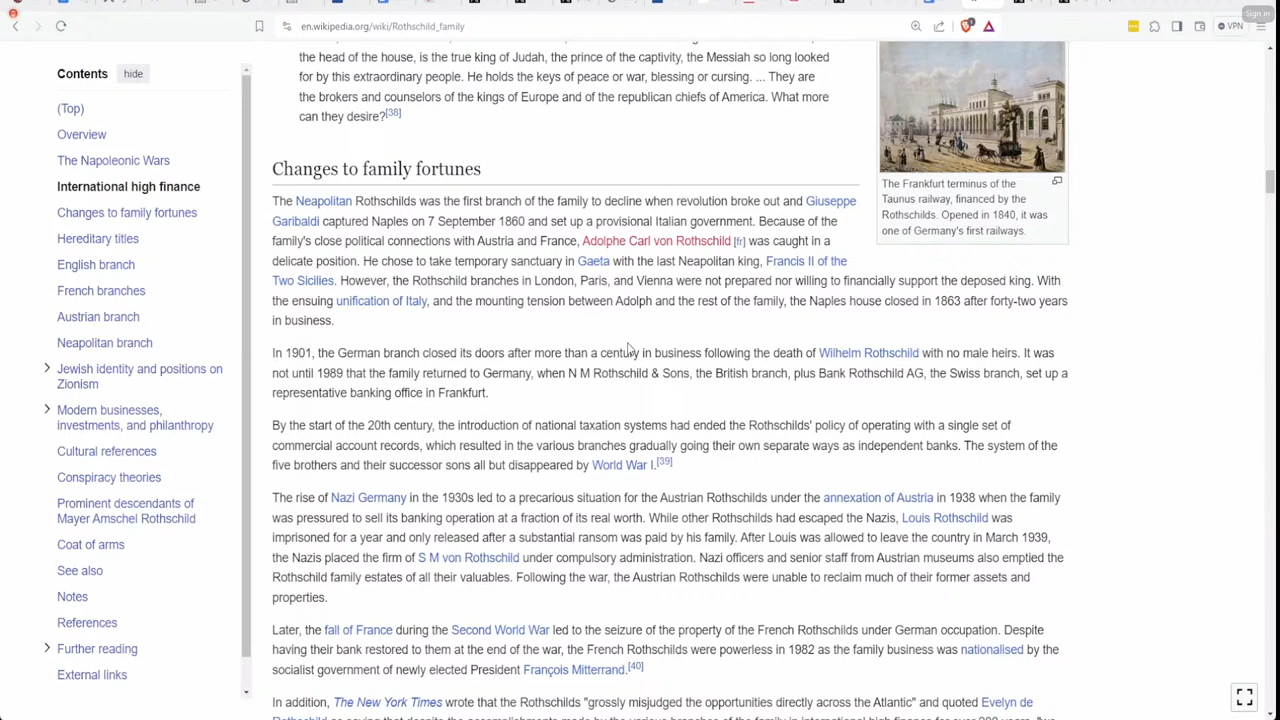 Sign in
en.wikipedia.org/wiki/Rothschild_family
VPN
Contents
hide
(Top)
Overview
The Napoleonic Wars
International high finance
Changes to family fortunes
Hereditary titles
English branch
French branches
Austrian branch
Neapolitan branch
Jewish identity and positions on
Zionism
Modern businesses,
investments, and philanthropy
Cultural references
Conspiracy theories
Prominent descendants of
Mayer Amschel Rothschild
Coat of arms
See also
Notes
References
Further reading
External links
the head of the house, is the true king of Judah, the prince of the captivity, the Messiah so long looked
for by this extraordinary people. He holds the keys of peace or war, blessing or cursing. ... They are
the brokers and counselors of the kings of Europe and of the republican chiefs of America. What more
can they desire?[38]
The Frankfurt terminus of the
Taunus railway, financed by the
Rothschilds. Opened in 1840, it was
one of Germany's first railways.
Changes to family fortunes
The Neapolitan Rothschilds was the first branch of the family to decline when revolution broke out and Giuseppe
Garibaldi captured Naples on 7 September 1860 and set up a provisional Italian government. Because of the
family's close political connections with Austria and France, Adolphe Carl von Rothschild [fr] was caught in a
delicate position. He chose to take temporary sanctuary in Gaeta with the last Neapolitan king, Francis II of the
Two Sicilies. However, the Rothschild branches in London, Paris, and Vienna were not prepared nor willing to financially support the deposed king. With
the ensuing unification of Italy, and the mounting tension between Adolph and the rest of the family, the Naples house closed in 1863 after forty-two years
in business.
In 1901, the German branch closed its doors after more than a century in business following the death of Wilhelm Rothschild with no male heirs. It was
not until 1989 that the family returned to Germany, when N M Rothschild & Sons, the British branch, plus Bank Rothschild AG, the Swiss branch, set up a
representative banking office in Frankfurt.
By the start of the 20th century, the introduction of national taxation systems had ended the Rothschilds' policy of operating with a single set of
commercial account records, which resulted in the various branches gradually going their own separate ways as independent banks. The system of the
five brothers and their successor sons all but disappeared by World War I.[39]
The rise of Nazi Germany in the 1930s led to a precarious situation for the Austrian Rothschilds under the annexation of Austria in 1938 when the family
was pressured to sell its banking operation at a fraction of its real worth. While other Rothschilds had escaped the Nazis, Louis Rothschild was
imprisoned for a year and only released after a substantial ransom was paid by his family. After Louis was allowed to leave the country in March 1939,
the Nazis placed the firm of S M von Rothschild under compulsory administration. Nazi officers and senior staff from Austrian museums also emptied the
Rothschild family estates of all their valuables. Following the war, the Austrian Rothschilds were unable to reclaim much of their former assets and
properties.
Later, the fall of France during the Second World War led to the seizure of the property of the French Rothschilds under German occupation. Despite
having their bank restored to them at the end of the war, the French Rothschilds were powerless in 1982 as the family business was nationalised by the
socialist government of newly elected President François Mitterrand.[40]
In addition, The New York Times wrote that the Rothschilds "grossly misjudged the opportunities directly across the Atlantic" and quoted Evelyn de